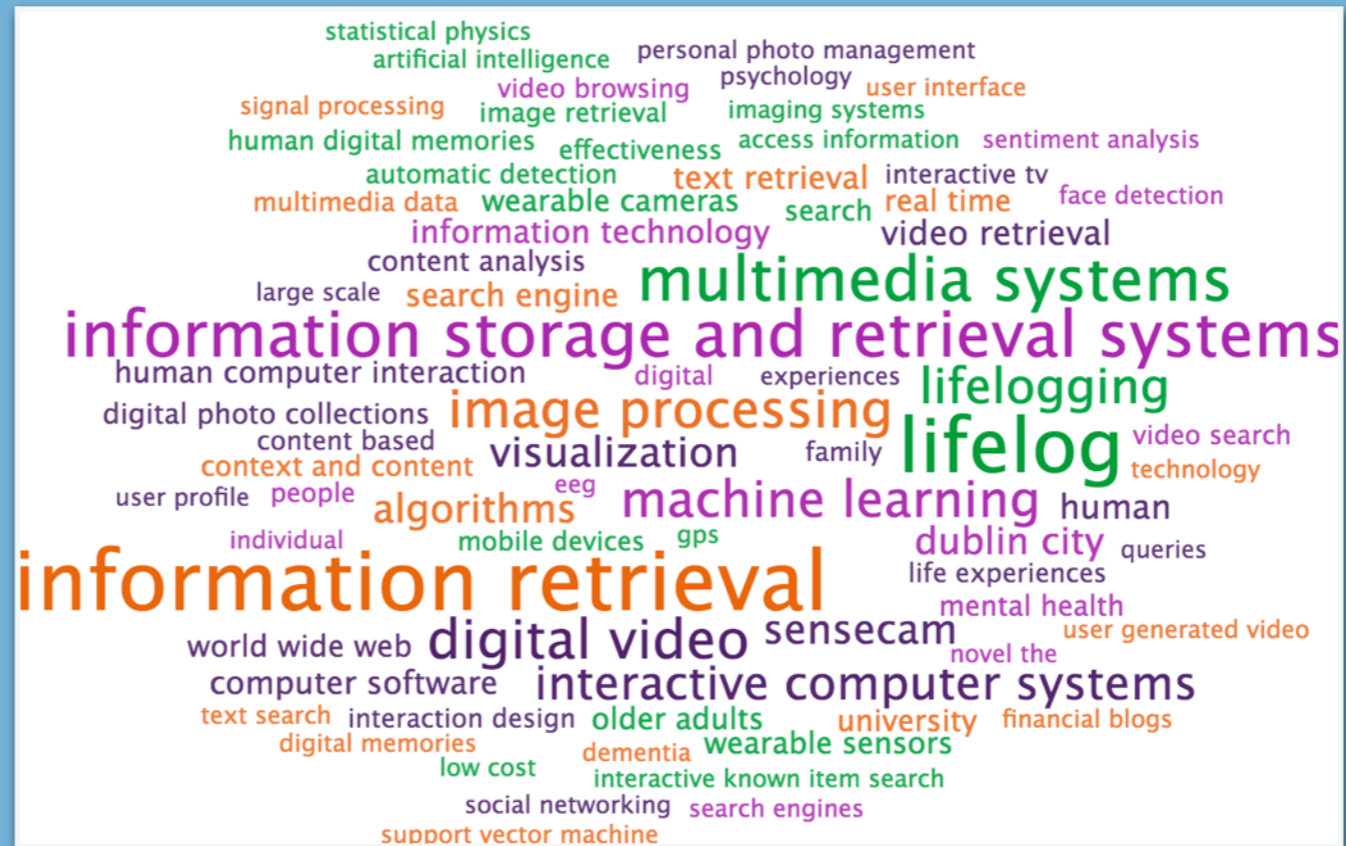 statistical physics
artificial intelligence personal photo management
video browsing psychology user interface
signal processing image retrieval imaging systems
human digital memories effectiveness access information sentiment analysis
automatic detection text retrieval interactive tv
multimedia data wearable cameras search real time face detection
information technology video retrieval
content analysis multimedia systems
large scale search engine
information storage and retrieval systems
human computer interaction digital experiences lifelogging
digital photo collections image processing
content based visualization family lifelog video search
context and content technology
user profile people algorithms eeg machine learning human
individual mobile devices gps dublin city queries
information retrieval life experiences
mental health
world wide web digital video sensecam user generated video
novel the
computer software interactive computer systems
text search interaction design older adults university financial blogs
digital memories dementia wearable sensors
low cost interactive known item search
social networking search engines
support vector machine